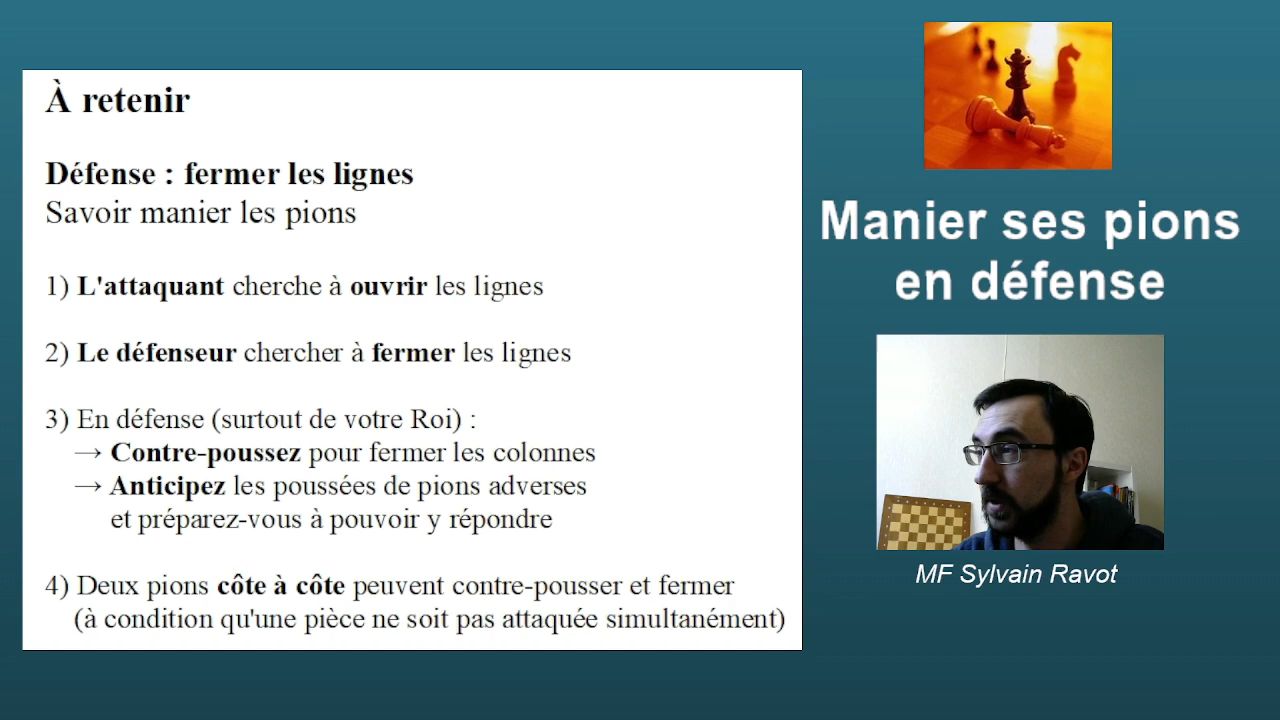 À retenir
Défense : fermer les lignes
Savoir manier les pions
1) L'attaquant cherche à ouvrir les lignes
2) Le défenseur chercher à fermer les lignes
3) En défense (surtout de votre Roi) :
→ Contre-poussez pour fermer les colonnes
→ Anticipez les poussées de pions adverses
et préparez-vous à pouvoir y répondre
4) Deux pions côte à côte peuvent contre-pousser et fermer
(à condition qu'une pièce ne soit pas attaquée simultanément)
Manier ses pions
en défense
MF Sylvain Ravot